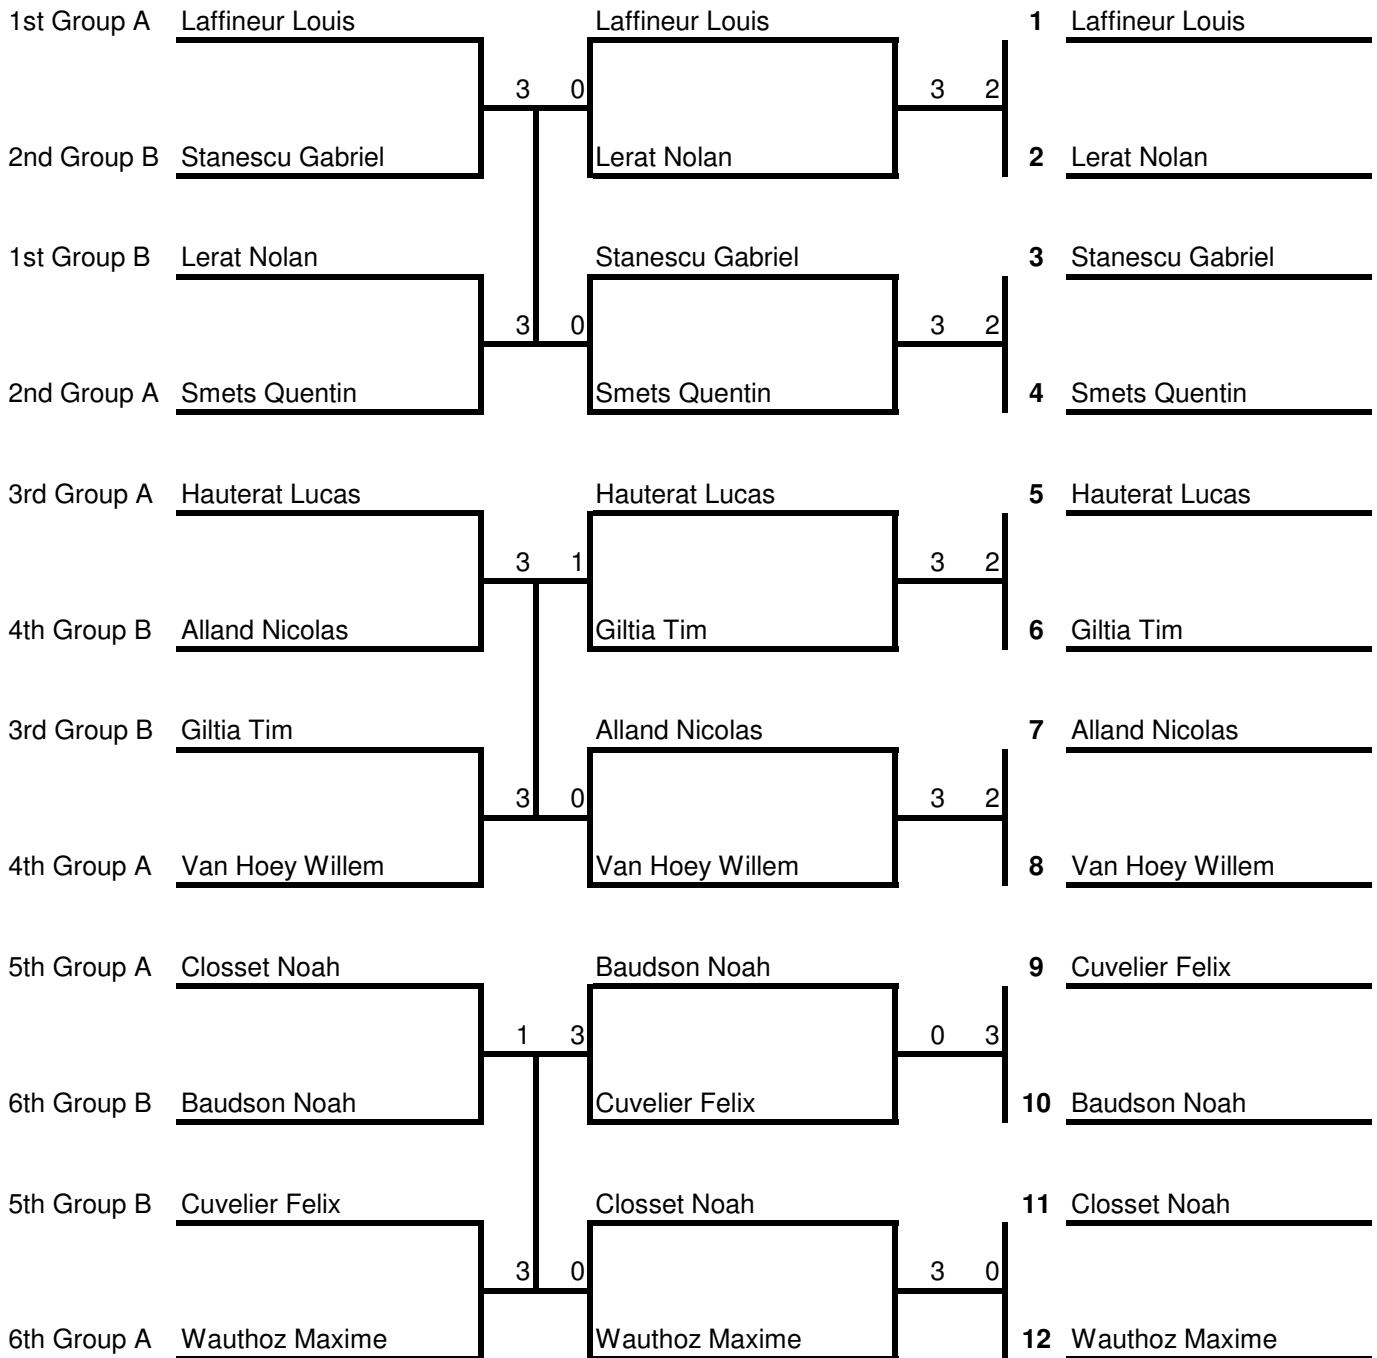 1st Group A Laffineur Louis Laffineur Louis 1 Laffineur Louis
3 0 3 2
2nd Group B Stanescu Gabriel Lerat Nolan 2 Lerat Nolan
1st Group B Lerat Nolan Stanescu Gabriel 3 Stanescu Gabriel
3 0 3 2
2nd Group A Smets Quentin Smets Quentin 4 Smets Quentin
3rd Group A Hauterat Lucas Hauterat Lucas 5 Hauterat Lucas
3 1 3 2
4th Group B Alland Nicolas Giltia Tim 6 Giltia Tim
3rd Group B Giltia Tim Alland Nicolas 7 Alland Nicolas
3 0 3 2
4th Group A Van Hoey Willem Van Hoey Willem 8 Van Hoey Willem
5th Group A Closset Noah Baudson Noah 9 Cuvelier Felix
1 3 0 3
6th Group B Baudson Noah Cuvelier Felix 10 Baudson Noah
5th Group B Cuvelier Felix Closset Noah 11 Closset Noah
3 0 3 0
6th Group A Wauthoz Maxime Wauthoz Maxime 12 Wauthoz Maxime